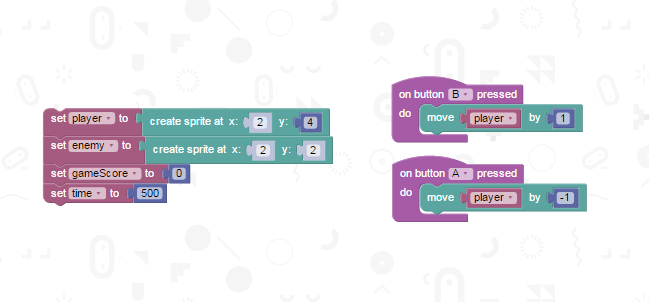 set player to create sprite at x: 2 y: 4
set enemy to create sprite at x: 2 y: 2
set gameScore to 0
set time to 500
on button B pressed
do move player by 1
on button A pressed
do move player by -1